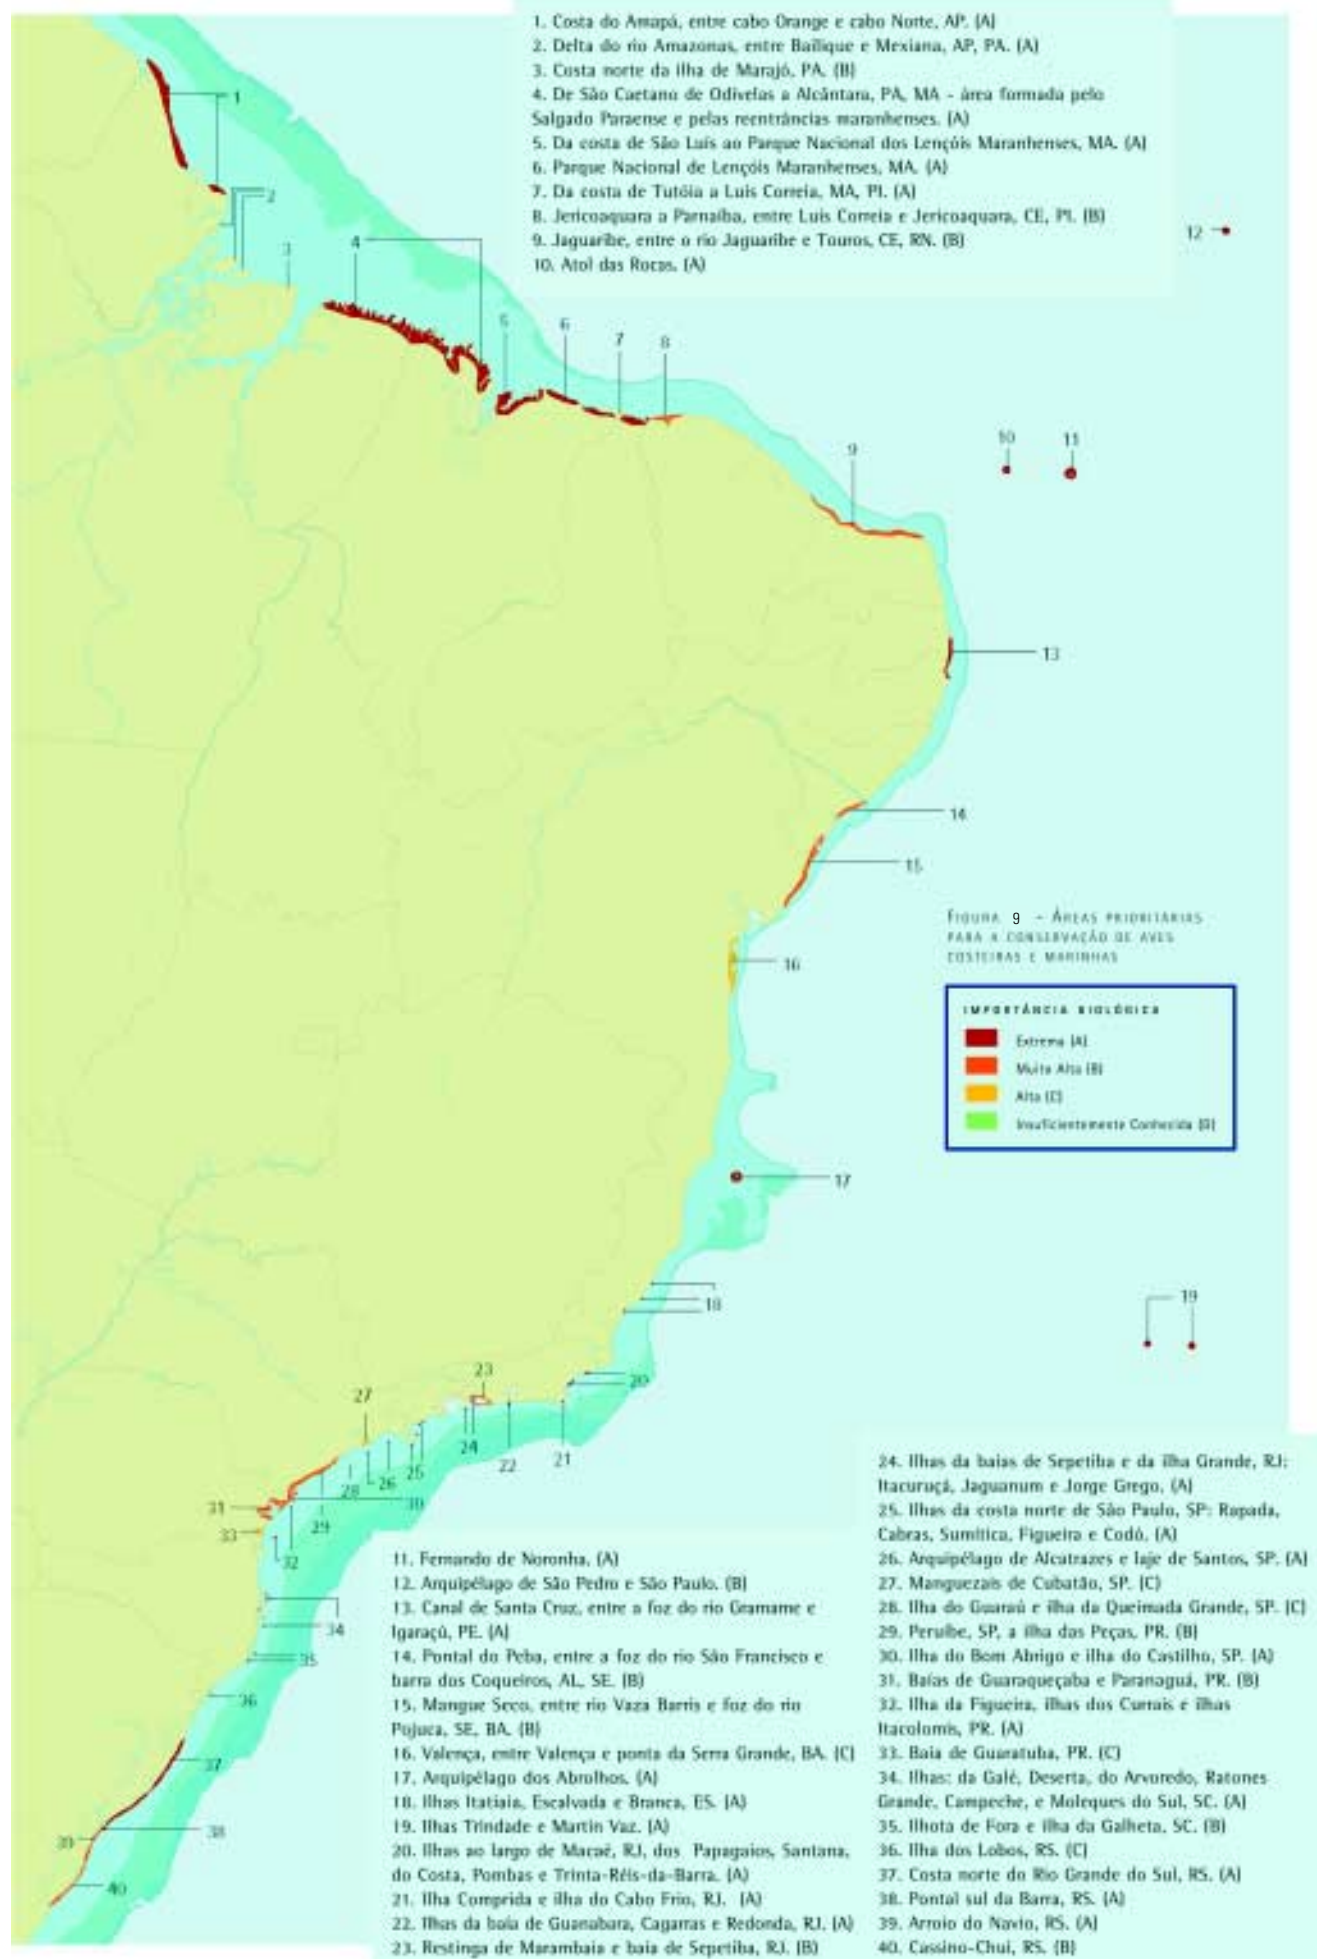 1. Costa do Amapá, entre cabo Orange e cabo Norte, AP. (A)
2. Delta do rio Amazonas, entre Bailique e Mexiana, AP, PA. (A)
3. Costa norte da ilha de Marajó, PA. (B)
4. De São Caetano de Odivelas a Alcântara, PA, MA - área formada pelo
Salgado Paraense e pelas reentrâncias maranhenses. (A)
5. Da costa de São Luís ao Parque Nacional dos Lençóis Maranhenses, MA. (A)
6. Parque Nacional de Lençóis Maranhenses, MA. (A)
7. Da costa de Tutóia a Luis Correia, MA, PI. (A)
8. Jericoaquara a Parnaíba, entre Luis Correia e Jericoaquara, CE, PI. (B)
9. Jaguaribe, entre o rio Jaguaribe e Touros, CE, RN. (B)
10. Atol das Rocas. (A)
1
2
3
4
5
6
7
8
9
10
11
12
13
14
15
16
FIGURA 9 - ÁREAS PRIORITÁRIAS
PARA A CONSERVAÇÃO DE AVES
COSTEIRAS E MARINHAS
IMPORTÂNCIA BIOLÓGICA
Extrema (A)
Muito Alta (B)
Alta (C)
Insuficientemente Conhecida (D)
17
18
19
20
21
22
23
24
25
26
27
28
29
30
31
32
33
34
35
36
37
38
39
40
11. Fernando de Noronha. (A)
12. Arquipélago de São Pedro e São Paulo. (B)
13. Canal de Santa Cruz, entre a foz do rio Gramame e
Igaraçú, PE. (A)
14. Pontal do Peba, entre a foz do rio São Francisco e
barra dos Coqueiros, AL, SE. (B)
15. Mangue Seco, entre rio Vaza Barris e foz do rio
Pojuca, SE, BA. (B)
16. Valença, entre Valença e ponta da Serra Grande, BA. (C)
17. Arquipélago dos Abrolhos. (A)
18. Ilhas Itatiaia, Escalvada e Branca, ES. (A)
19. Ilhas Trindade e Martin Vaz. (A)
20. Ilhas ao largo de Macaé, RJ, dos Papagaios, Santana,
do Costa, Pombas e Trinta-Réis-da-Barra. (A)
21. Ilha Comprida e ilha do Cabo Frio, RJ. (A)
22. Ilhas da baía de Guanabara, Cagarras e Redonda, RJ. (A)
23. Restinga de Marambaia e baía de Sepetiba, RJ. (B)
24. Ilhas da baías de Sepetiba e da ilha Grande, RJ:
Itacuruçá, Jaguanum e Jorge Grego. (A)
25. Ilhas da costa norte de São Paulo, SP: Rapada,
Cabras, Sumítica, Figueira e Codó. (A)
26. Arquipélago de Alcatrazes e laje de Santos, SP. (A)
27. Manguezais de Cubatão, SP. (C)
28. Ilha do Guaraú e ilha da Queimada Grande, SP. (C)
29. Peruíbe, SP, a ilha das Peças, PR. (B)
30. Ilha do Bom Abrigo e ilha do Castilho, SP. (A)
31. Baías de Guaraqueçaba e Paranaguá, PR. (B)
32. Ilha da Figueira, ilhas dos Currais e ilhas
Itacolomis, PR. (A)
33. Baía de Guaratuba, PR. (C)
34. Ilhas: da Galé, Deserta, do Arvoredo, Ratones
Grande, Campeche, e Moleques do Sul, SC. (A)
35. Ilhota de Fora e ilha da Galheta, SC. (B)
36. Ilha dos Lobos, RS. (C)
37. Costa norte do Rio Grande do Sul, RS. (A)
38. Pontal sul da Barra, RS. (A)
39. Arroio do Navio, RS. (A)
40. Cassino-Chuí, RS. (B)